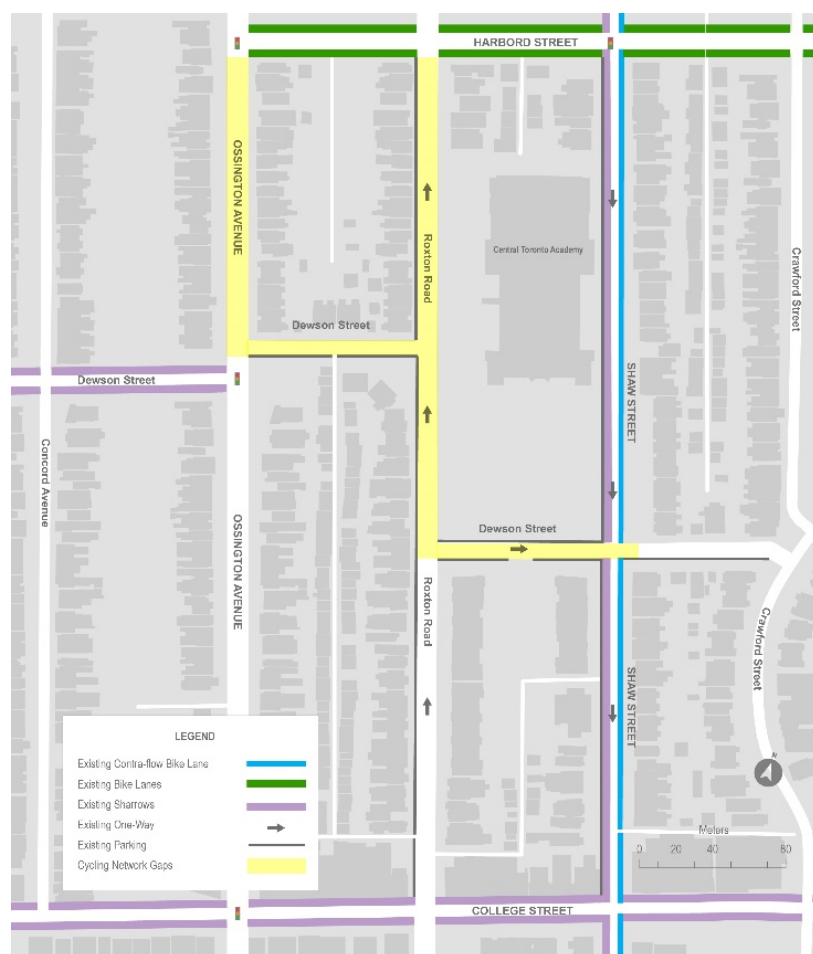 HARBORD STREET
OSSINGTON AVENUE
Roxton Road
Central Toronto Academy
Crawford Street
Dewson Street
Dewson Street
SHAW STREET
Concord Avenue
OSSINGTON AVENUE
Dewson Street
Roxton Road
Crawford Street
SHAW STREET
LEGEND
Existing Contra-flow Bike Lane
Existing Bike Lanes
Existing Sharrows
Existing One-Way
Existing Parking
Cycling Network Gaps
N
Meters
0 20 40 80
COLLEGE STREET